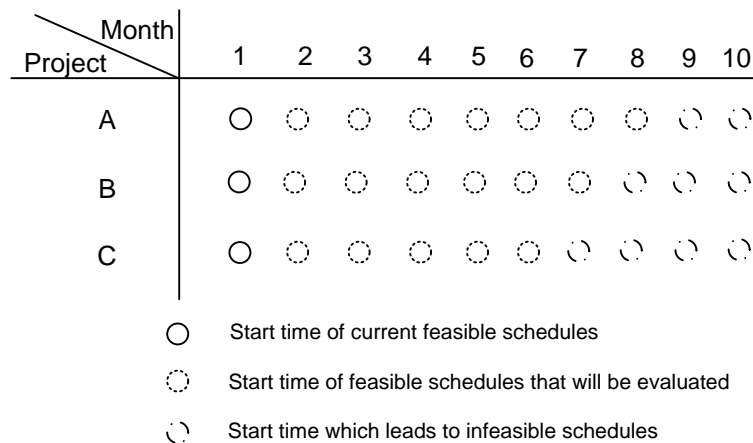 Month
Project
1 2 3 4 5 6 7 8 9 10
A
B
C
Start time of current feasible schedules
Start time of feasible schedules that will be evaluated
Start time which leads to infeasible schedules